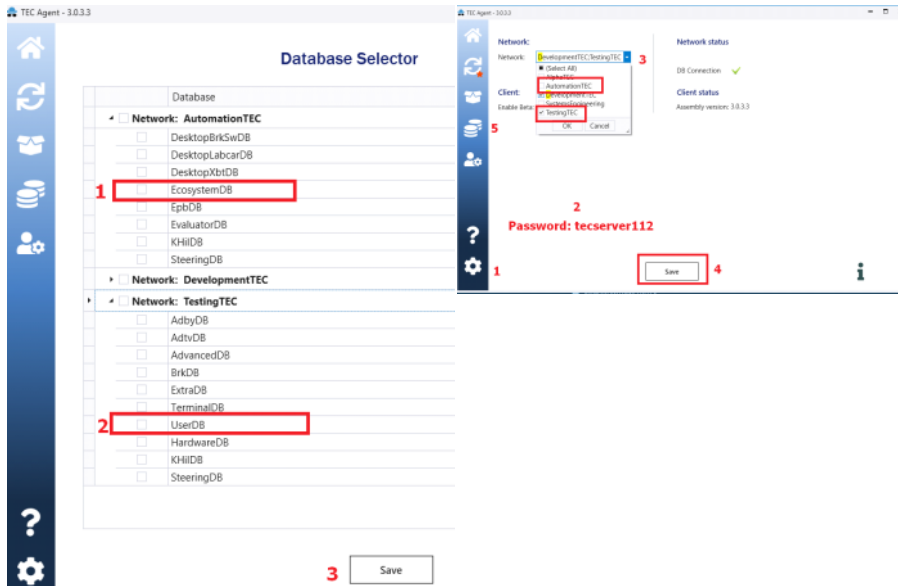 TEC Agent - 3.0.3.3
Database Selector
Database
Network: AutomationTEC
DesktopBrkSwDB
DesktopLabcarDB
DesktopXbtDB
1
EcosystemDB
EpbDB
EvaluatorDB
KHilDB
SteeringDB
Network: DevelopmentTEC
Network: TestingTEC
AdbyDB
AdtvDB
AdvancedDB
BrkDB
ExtraDB
TerminalDB
2
UserDB
HardwareDB
KHilDB
SteeringDB
?
3
Save
TEC Agent - 3.0.3.3
Network:
Network status
Network:
DevelopmentTEC;TestingTEC
3
(Select All)
AlphaTEC
DB Connection
AutomationTEC
Client:
DevelopmentTEC
Client status
Enable Beta:
SystemsEngineering
Assembly version: 3.0.3.3
TestingTEC
5
OK
Cancel
2
Password: tecserver112
?
1
Save
4
i